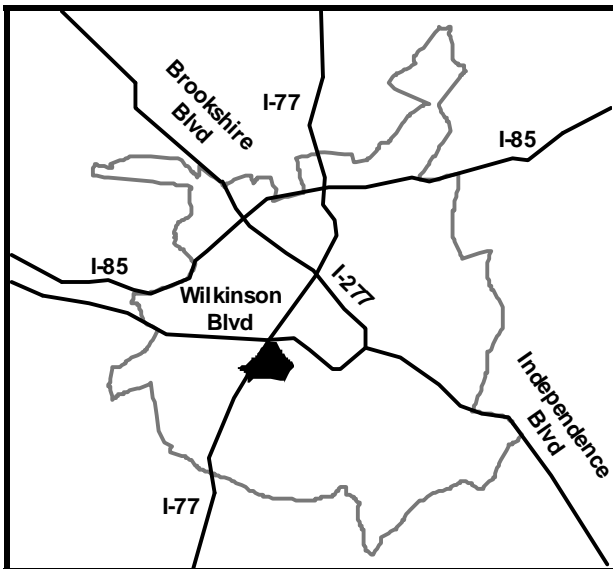 Brookshire
Blvd
I-77
I-85
I-85
Wilkinson
Blvd
I-277
Independence
Blvd
I-77